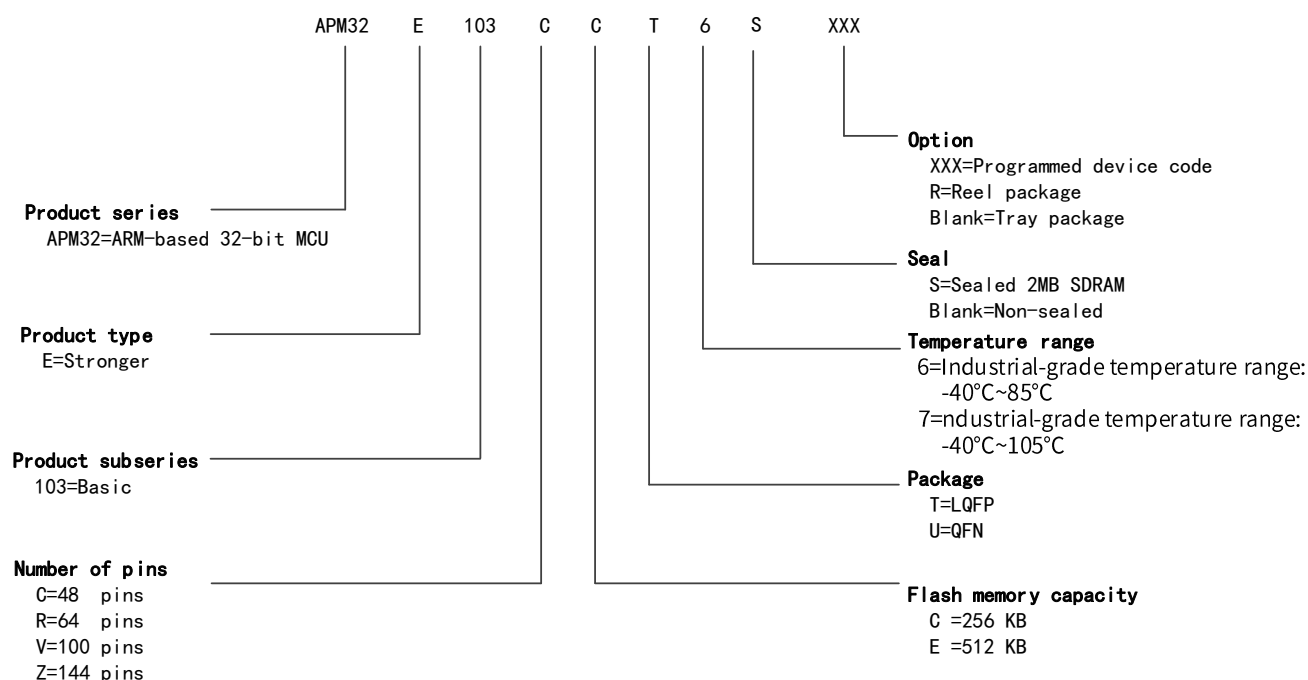 APM32 E 103 C C T 6 S XXX
Product series
APM32=ARM-based 32-bit MCU
Product type
E=Stronger
Product subseries
103=Basic
Number of pins
C=48 pins
R=64 pins
V=100 pins
Z=144 pins
Option
XXX=Programmed device code
R=Reel package
Blank=Tray package
Seal
S=Sealed 2MB SDRAM
Blank=Non-sealed
Temperature range
6=Industrial-grade temperature range:
-40°C~85°C
7=ndustrial-grade temperature range:
-40°C~105°C
Package
T=LQFP
U=QFN
Flash memory capacity
C =256 KB
E =512 KB